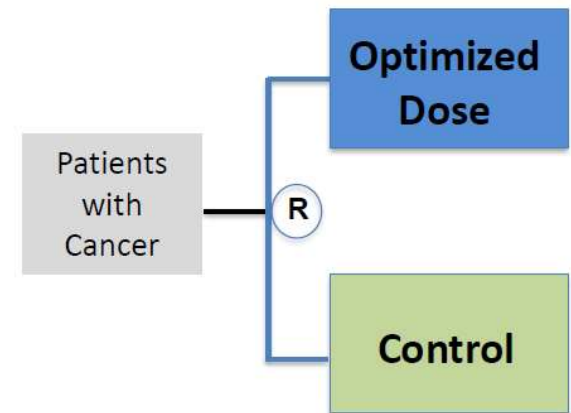 Patients
with
Cancer
R
Optimized
Dose
Control